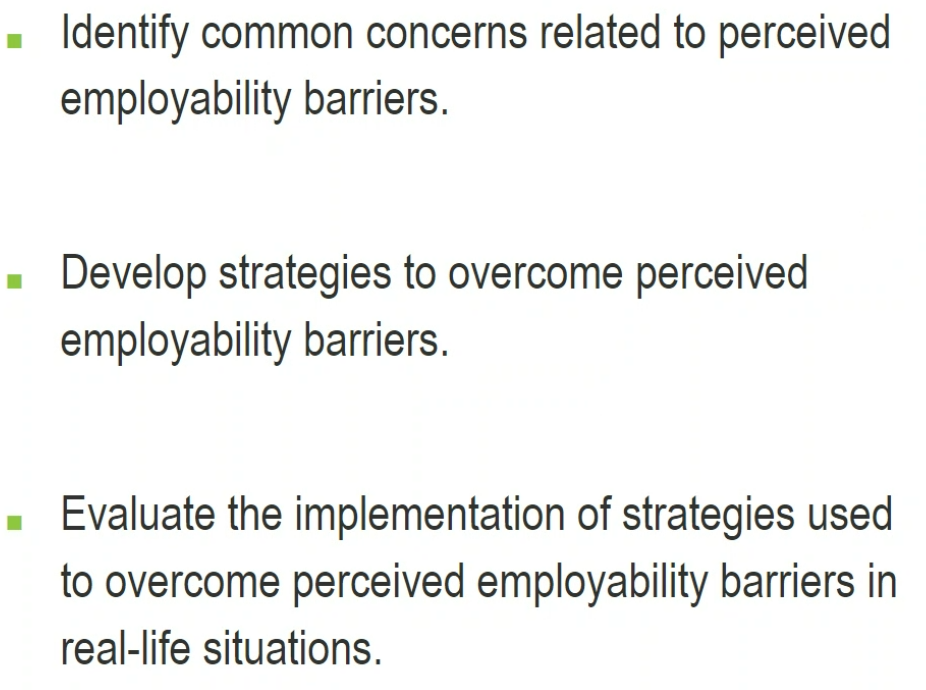 Identify common concerns related to perceived
employability barriers.
Develop strategies to overcome perceived
employability barriers.
Evaluate the implementation of strategies used
to overcome perceived employability barriers in
real-life situations.